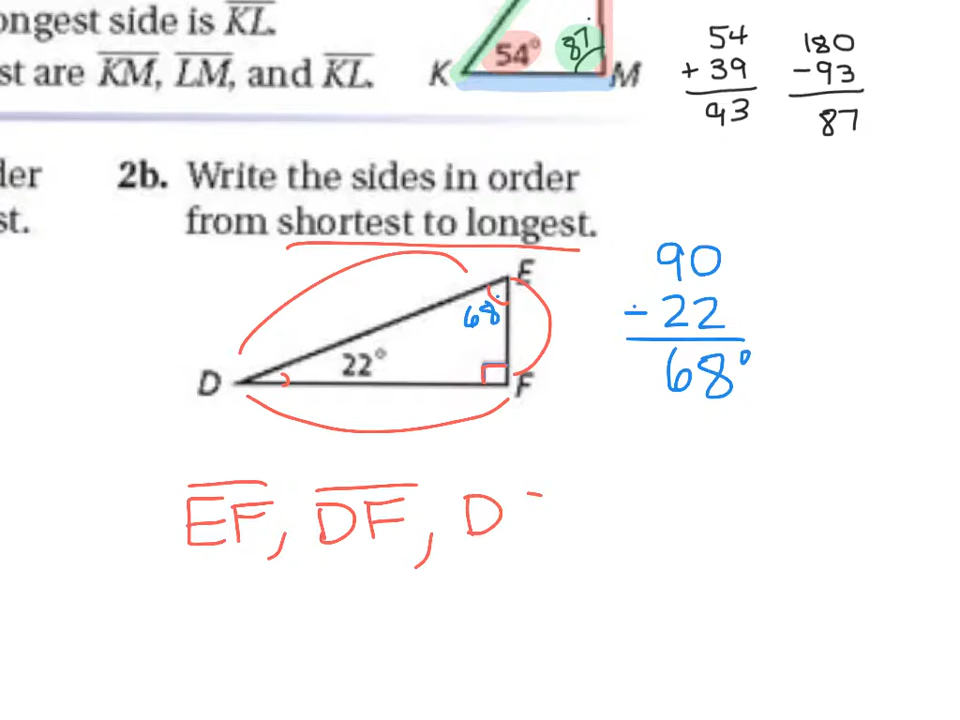 ongest side is KL.
st are KM, LM, and KL.
K 54° 87 M
54
+ 39
93
180
-93
87
der
st.
2b. Write the sides in order
from shortest to longest.
E
68
22°
D
F
90
÷ 22
68°
EF, DF, D